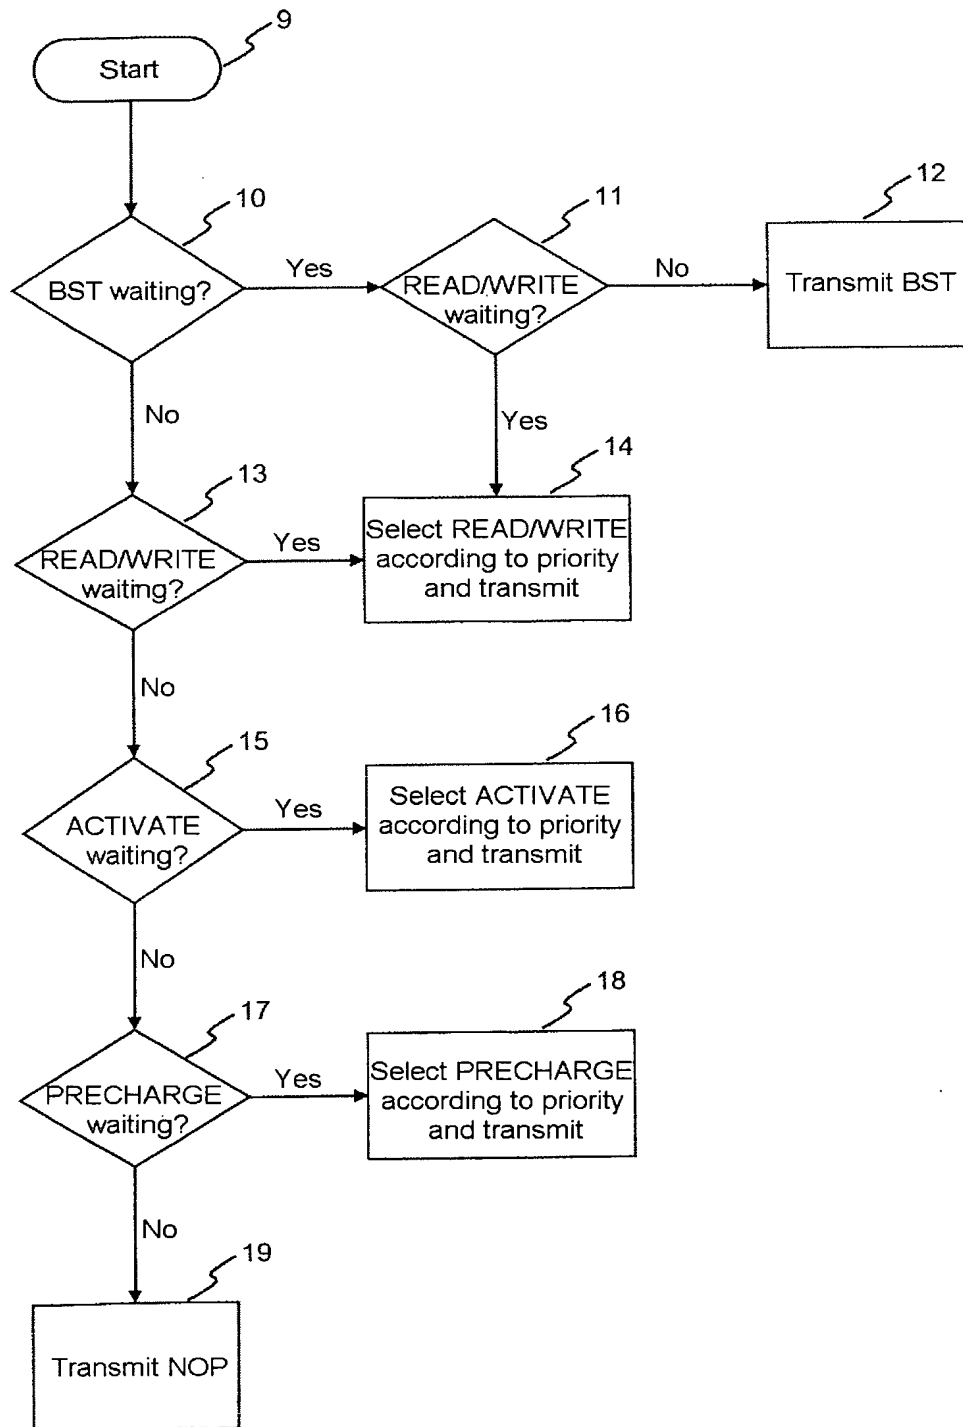 9
Start
10
11
12
BST waiting?
Yes
READ/WRITE
waiting?
No
Transmit BST
No
Yes
13
14
READ/WRITE
waiting?
Yes
Select READ/WRITE
according to priority
and transmit
No
15
16
ACTIVATE
waiting?
Yes
Select ACTIVATE
according to priority
and transmit
No
17
18
PRECHARGE
waiting?
Yes
Select PRECHARGE
according to priority
and transmit
No
19
Transmit NOP